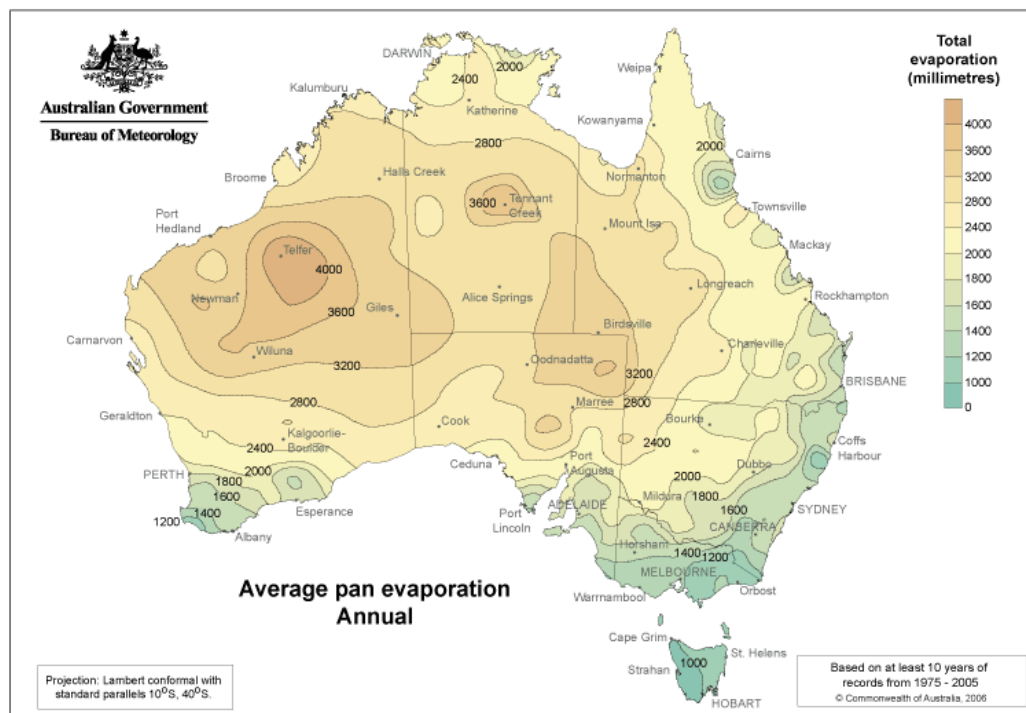 Australian Government
Bureau of Meteorology
Total
evaporation
(millimetres)
4000
3600
3200
2800
2400
2000
1800
1600
1400
1200
1000
0
DARWIN
2400
2000
Weipa
Kalumburu
Katherine
Kowanyama
2800
2000
Cairns
Halls Creek
Normanton
Broome
3600
Tennant
Creek
Townsville
Port
Hedland
Mount Isa
Mackay
Telfer
4000
Newman
Alice Springs
Longreach
Rockhampton
3600
Giles
Birdsville
Carnarvon
Wiluna
Charleville
3200
Oodnadatta
3200
BRISBANE
2800
Marree
2800
Geraldton
Bourke
Cook
Kalgoorlie-
Boulder
2400
2400
Coffs
Harbour
Ceduna
Port
Augusta
Dubbo
PERTH
2000
2000
1800
Mildura
1800
1600
ADELAIDE
1600
SYDNEY
1200
1400
Esperance
Port
Lincoln
CANBERRA
Albany
Horsham
1400
1200
MELBOURNE
Warrnambool
Orbost
Average pan evaporation
Annual
Cape Grim
St. Helens
Strahan
1000
HOBART
Projection: Lambert conformal with
standard parallels 10°S, 40°S.
Based on at least 10 years of
records from 1975 - 2005
© Commonwealth of Australia, 2006